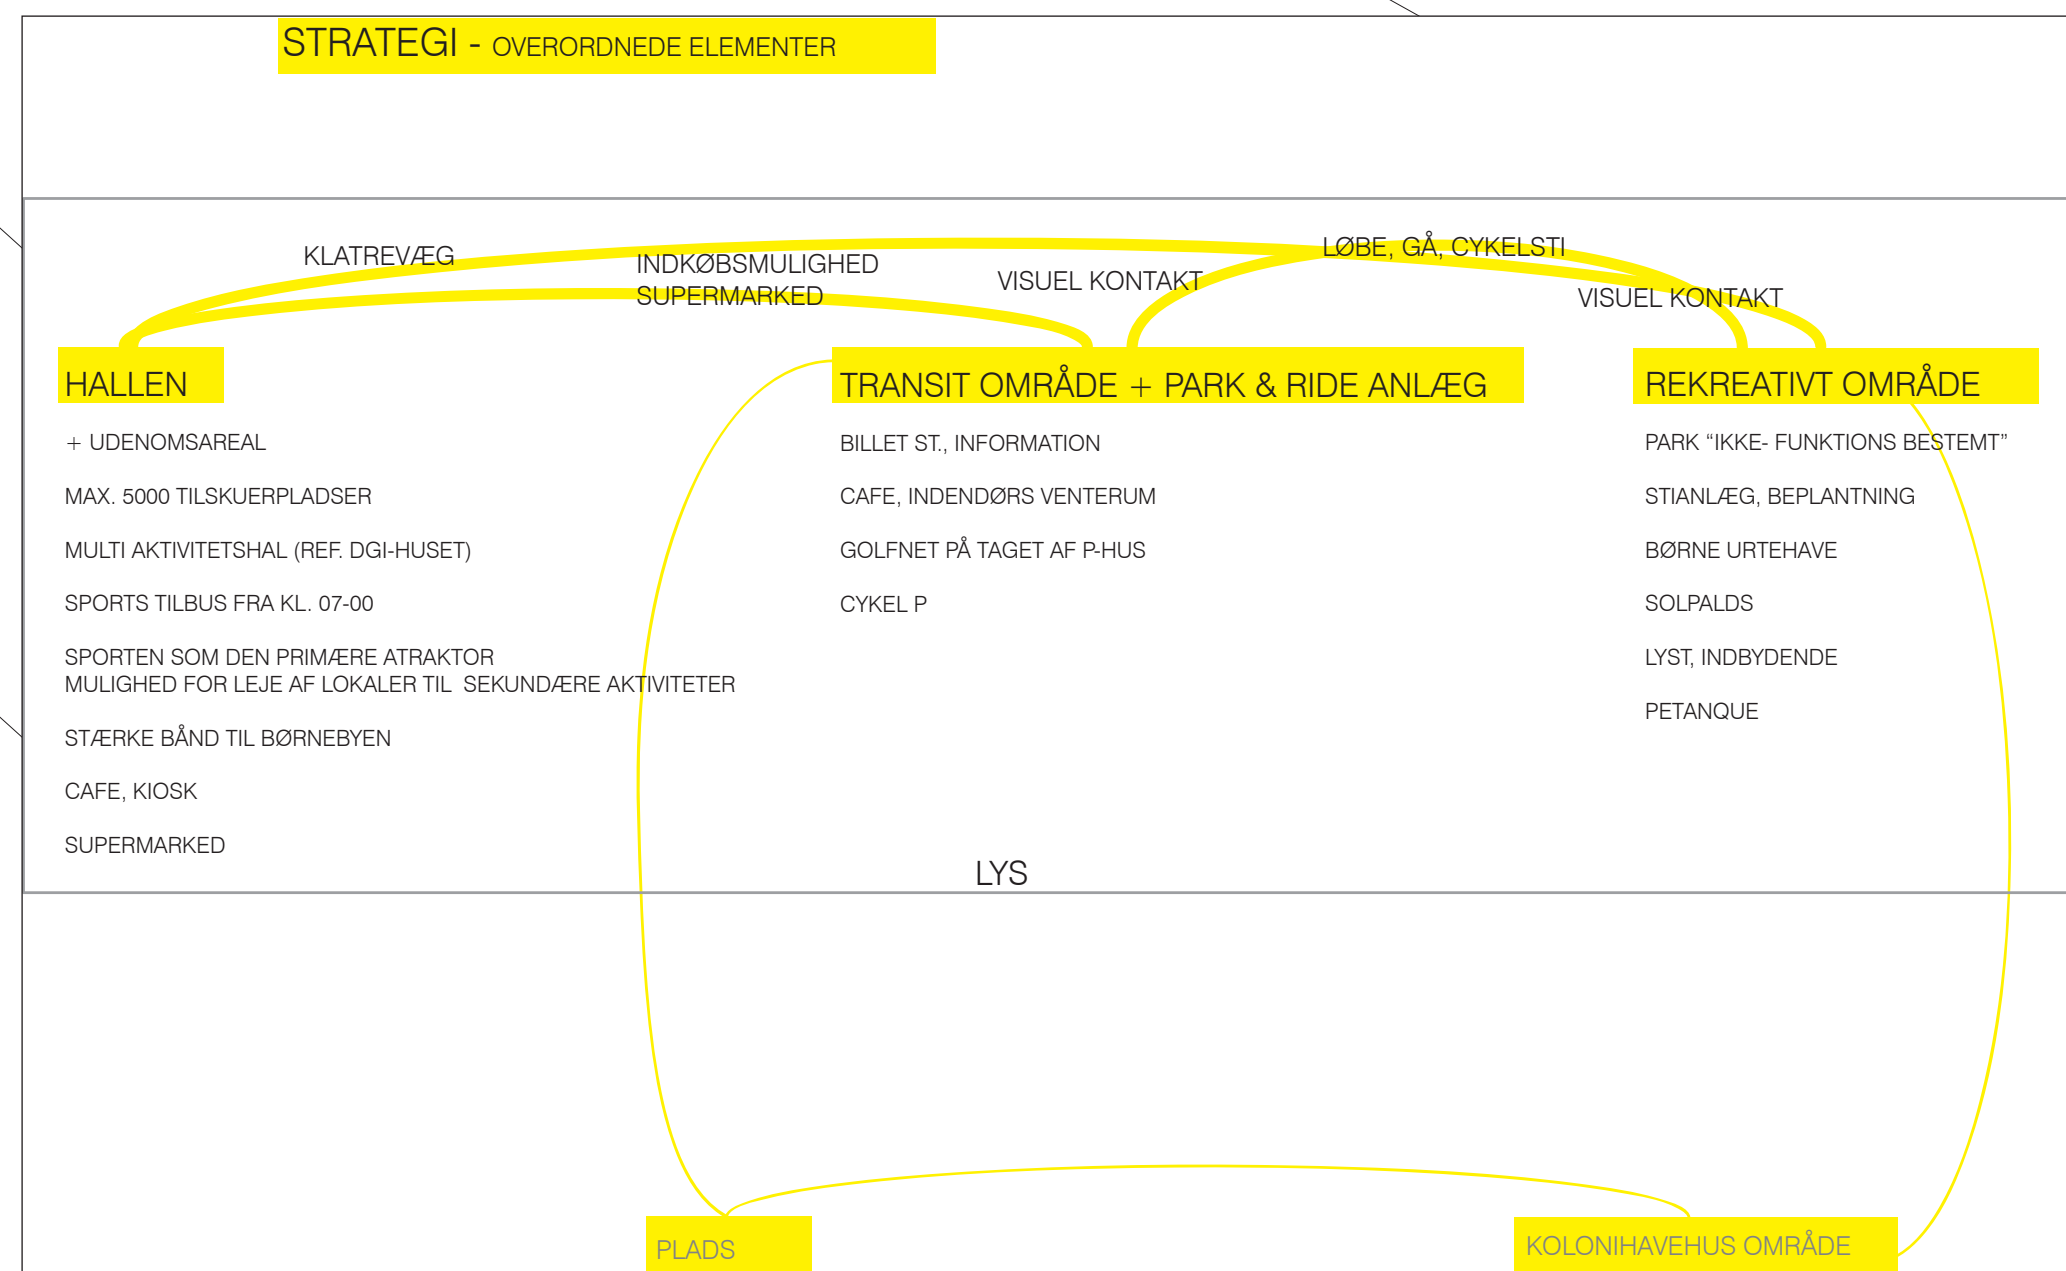 STRATEGI - OVERORDNEDE ELEMENTER
KLATREVÆG
INDKØBSMULIGHED
SUPERMARKED
VISUEL KONTAKT
LØBE, GÅ, CYKELSTI
VISUEL KONTAKT
HALLEN
+ UDENOMSAREAL
MAX. 5000 TILSKUERPLADSER
MULTI AKTIVITETSHAL (REF. DGI-HUSET)
SPORTS TILBUS FRA KL. 07-00
SPORTEN SOM DEN PRIMÆRE ATRAKTOR
MULIGHED FOR LEJE AF LOKALER TIL  SEKUNDÆRE AKTIVITETER
STÆRKE BÅND TIL BØRNEBYEN
CAFE, KIOSK
SUPERMARKED
TRANSIT OMRÅDE + PARK & RIDE ANLÆG
BILLET ST., INFORMATION
CAFE, INDENDØRS VENTERUM
GOLFNET PÅ TAGET AF P-HUS
CYKEL P
REKREATIVT OMRÅDE
PARK “IKKE- FUNKTIONS BESTEMT”
STIANLÆG, BEPLANTNING
BØRNE URTEHAVE
SOLPALDS
LYST, INDBYDENDE
PETANQUE
LYS
PLADS
KOLONIHAVEHUS OMRÅDE